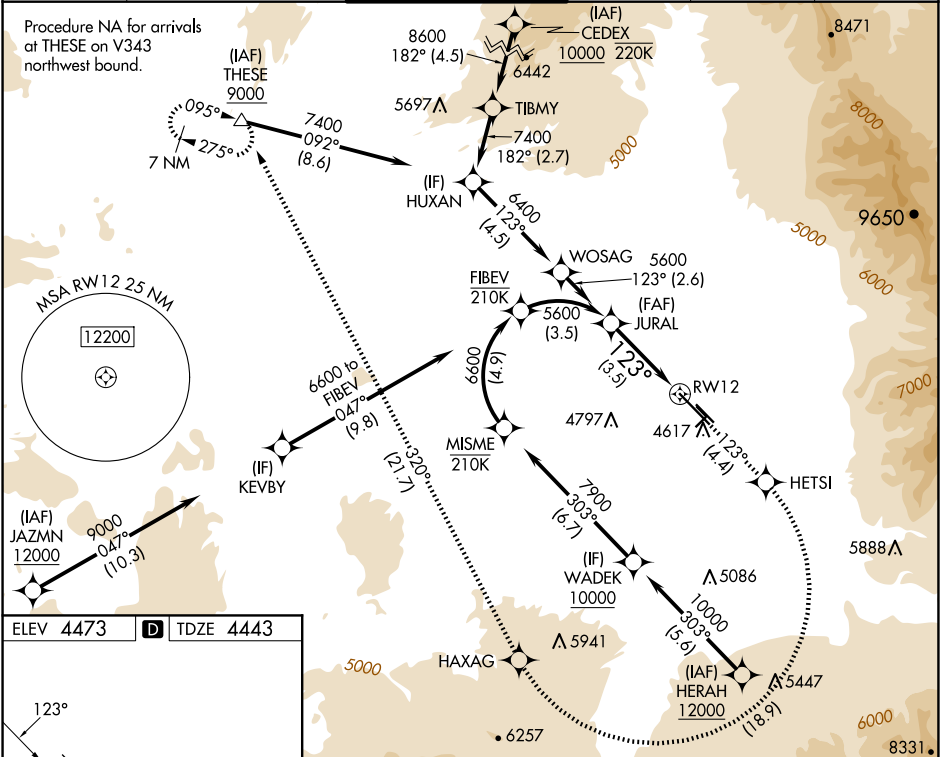 Procedure NA for arrivals
at THESE on V343
northwest bound.
(IAF)
THESE
9000
095°
275°
7 NM
7400
092°
(8.6)
(IAF)
CEDEX
10000 220K
8600
182° (4.5)
6442
5697
TIBMY
7400
182° (2.7)
5000
8471
8000
9650
5000
6000
7000
(IF)
HUXAN
6400
123°
(4.5)
WOSAG
5600
123° (2.6)
FIBEV
210K
5600
(3.5)
(FAF)
JURAL
123°
(3.5)
RW12
MSA RW12 25 NM
12200
6600 to
FIBEV
047°
(9.8)
6600
(4.9)
MISME
210K
4797
4617
123°
(4.4)
HETSI
(IF)
KEVBY
320°
(21.7)
7900
303°
(6.7)
(IAF)
JAZMN
12000
9000
047°
(10.3)
(IF)
WADEK
10000
5086
5888
10000
303°
(5.6)
ELEV 4473 D TDZE 4443
123°
5000
HAXAG
5941
(IAF)
HERAH
12000
5447
(18.9)
6257
6000
8331